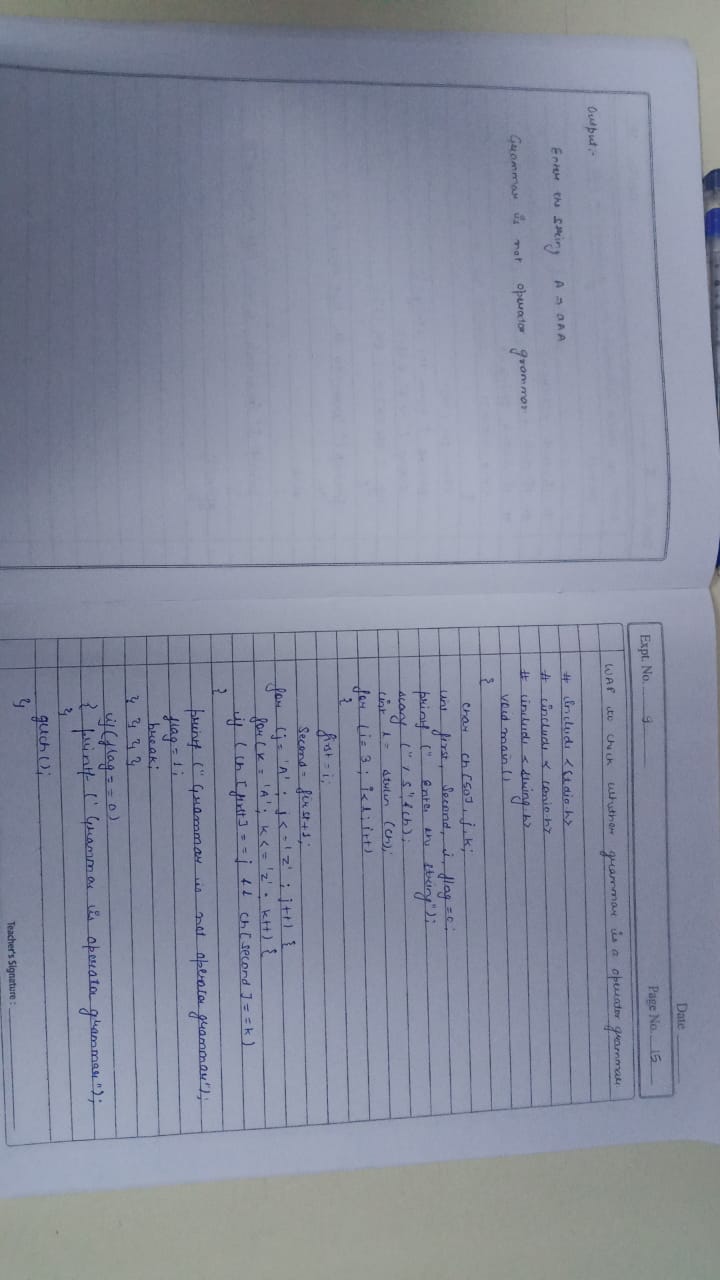 Output:-
Enter the string A → aAA
Grammar is not operator grammar
Date
Expt. No. 9
Page No. 15
WAP to check whether grammar is a operator grammar
# include <stdio.h>
# include <conio.h>
# include <string.h>
void main()
{
char ch[50], j, k;
int first, second, i, flag = 0;
printf (" Enter the string");
scanf ("%s", &ch);
int l = strlen (ch);
for (i = 3; i<l; i++)
{
first = i;
second = first+1;
for (j = 'A'; j <= 'Z'; j++) {
for (k = 'A'; k <= 'Z'; k++) {
if (ch [first] == j && ch [second] == k)
{
printf (" Grammar is not operator grammar");
flag = 1;
break;
} } } }
if (flag == 0)
{ printf (" Grammar is operator grammar");
}
getch();
}
Teacher's Signature :